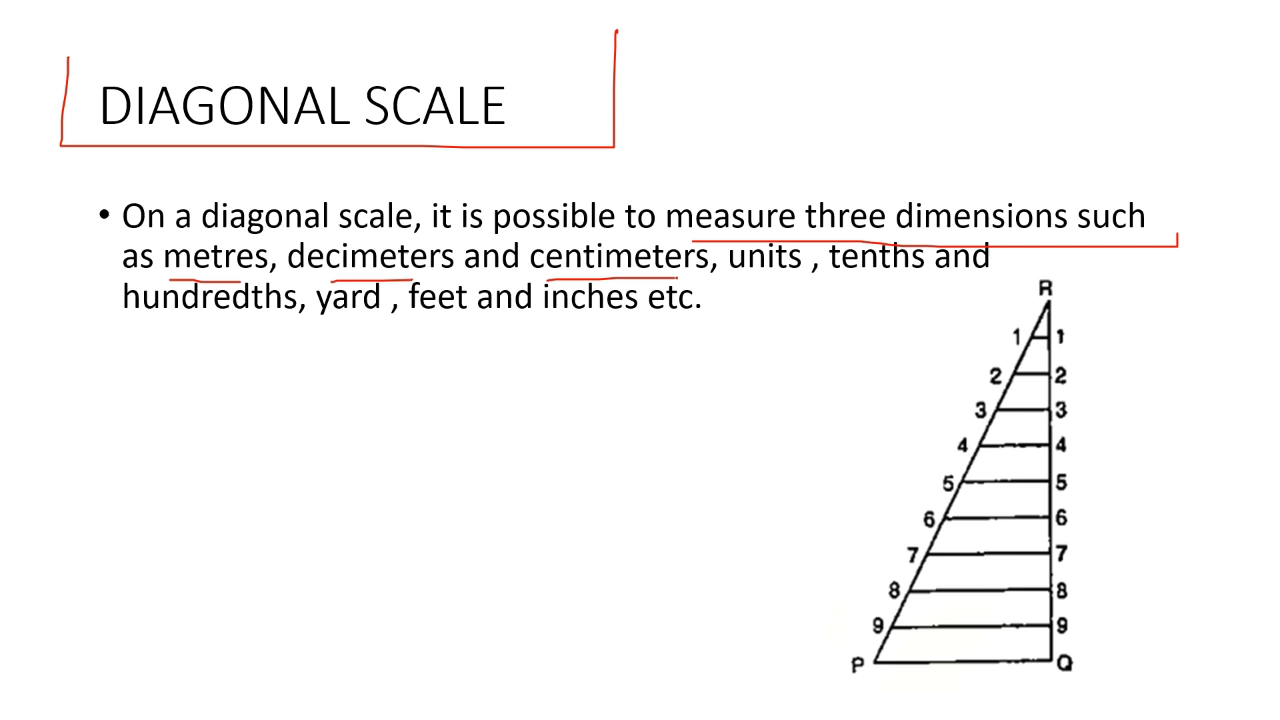 DIAGONAL SCALE
• On a diagonal scale, it is possible to measure three dimensions such
as metres, decimeters and centimeters, units , tenths and
hundredths, yard , feet and inches etc.
R
1 1
2 2
3 3
4 4
5 5
6 6
7 7
8 8
9 9
P Q